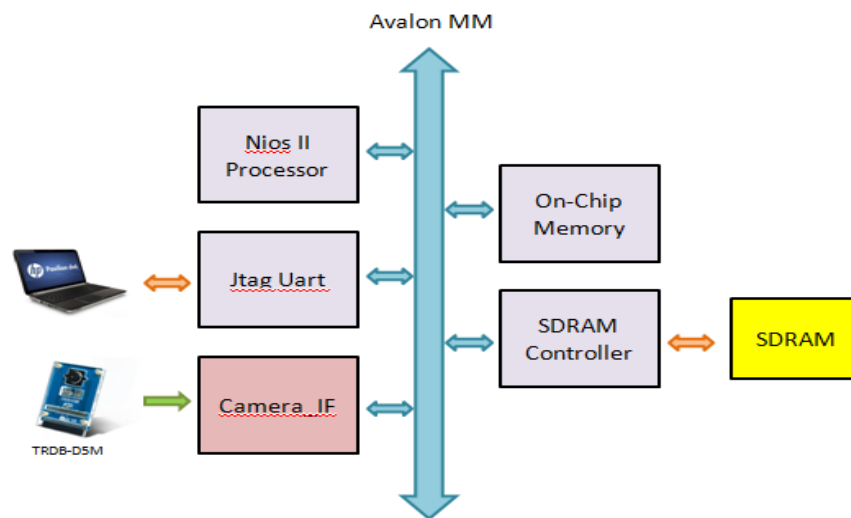 Avalon MM
Nios II
Processor
On-Chip
Memory
Jtag Uart
SDRAM
Controller
SDRAM
Camera_IF
TRDB-D5M